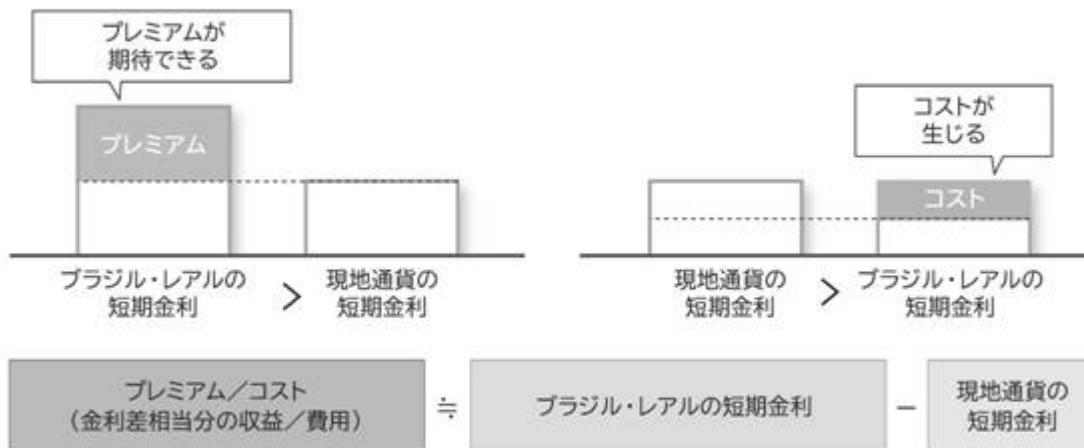 プレミアムが
期待できる
プレミアム
ブラジル・レアルの
短期金利
>
現地通貨の
短期金利
コストが
生じる
コスト
現地通貨の
短期金利
>
ブラジル・レアルの
短期金利
プレミアム/コスト
(金利差相当分の収益/費用)
≒
ブラジル・レアルの短期金利
−
現地通貨の
短期金利